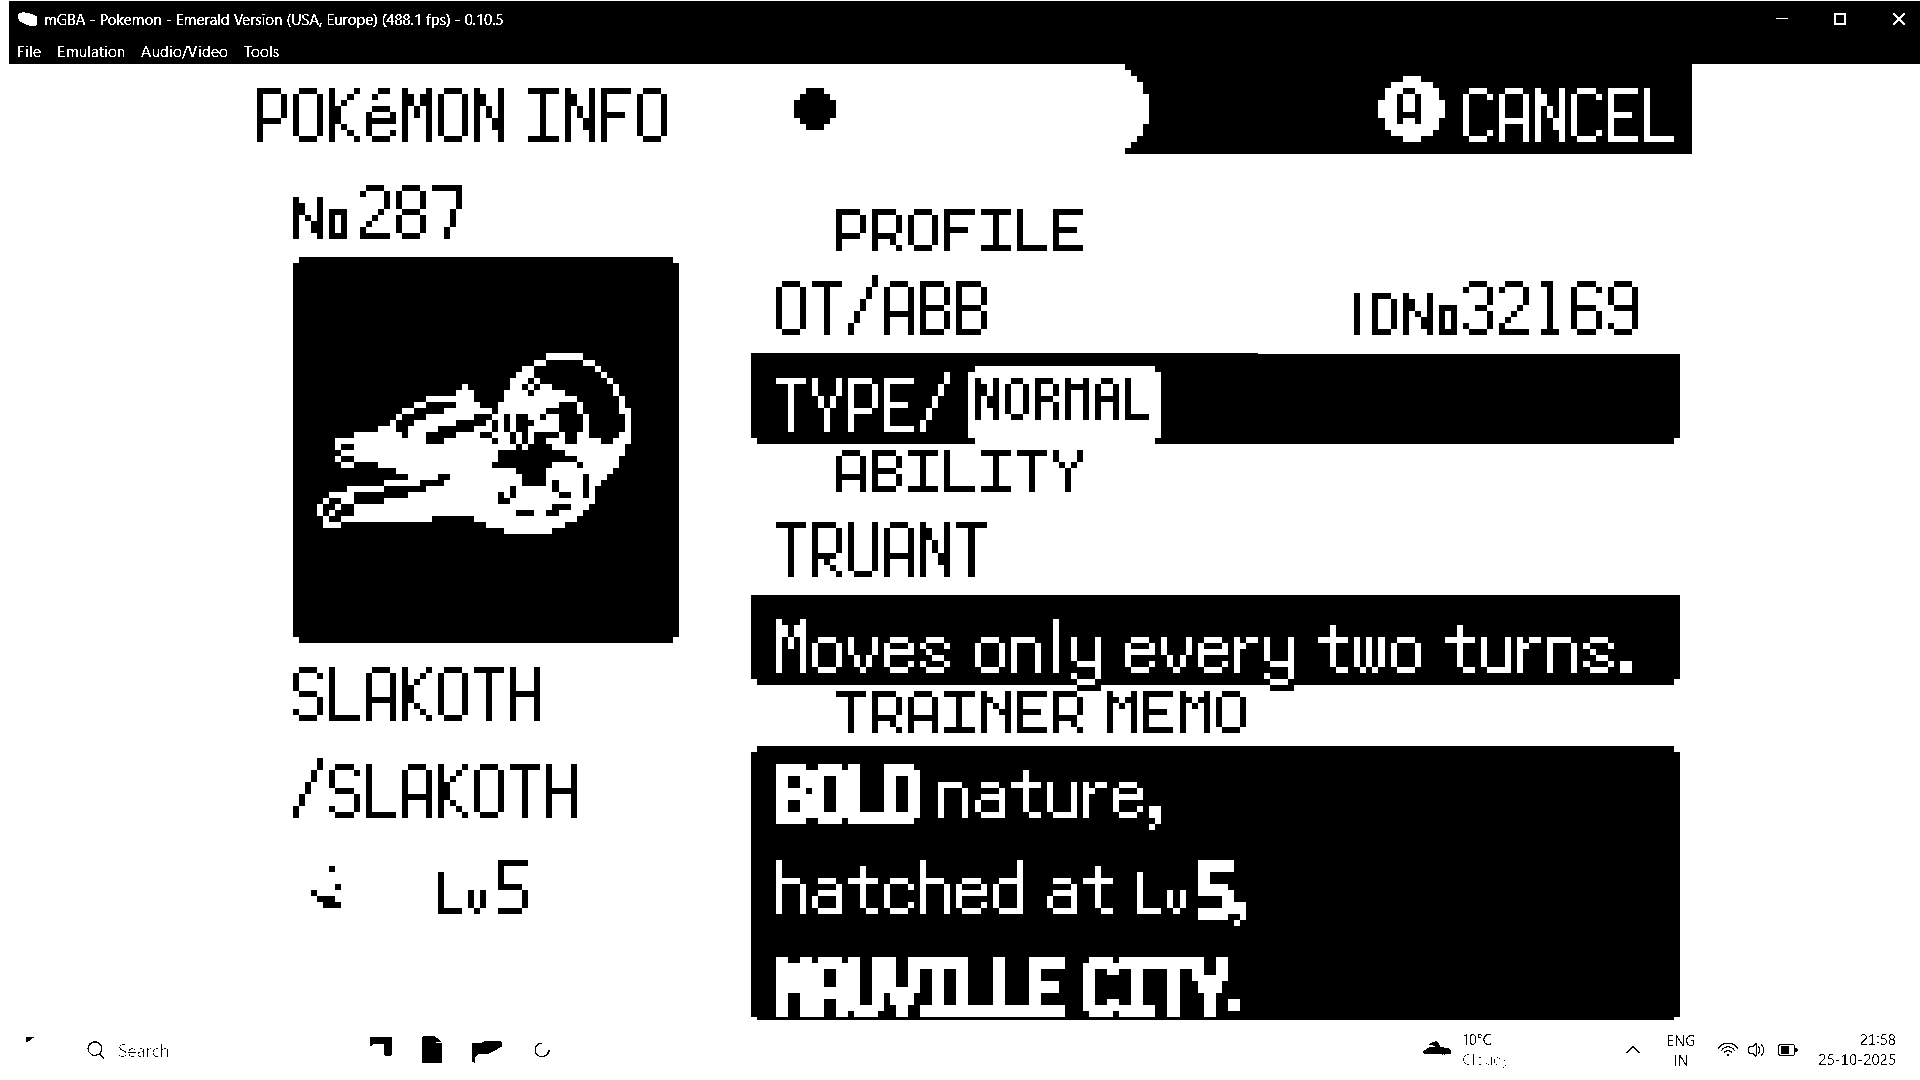 mGBA - Pokemon - Emerald Version (USA, Europe) (488.1 fps) - 0.10.5
File Emulation Audio/Video Tools
POKéMON INFO
A CANCEL
No287
PROFILE
OT/ABB IDNo32169
TYPE/ NORMAL
ABILITY
TRUANT
Moves only every two turns.
TRAINER MEMO
BOLD nature,
hatched at Lv5,
MAUVILLE CITY.
SLAKOTH
/SLAKOTH
Lv5
Search
10°C
Cloudy
ENG
IN
21:58
25-10-2025